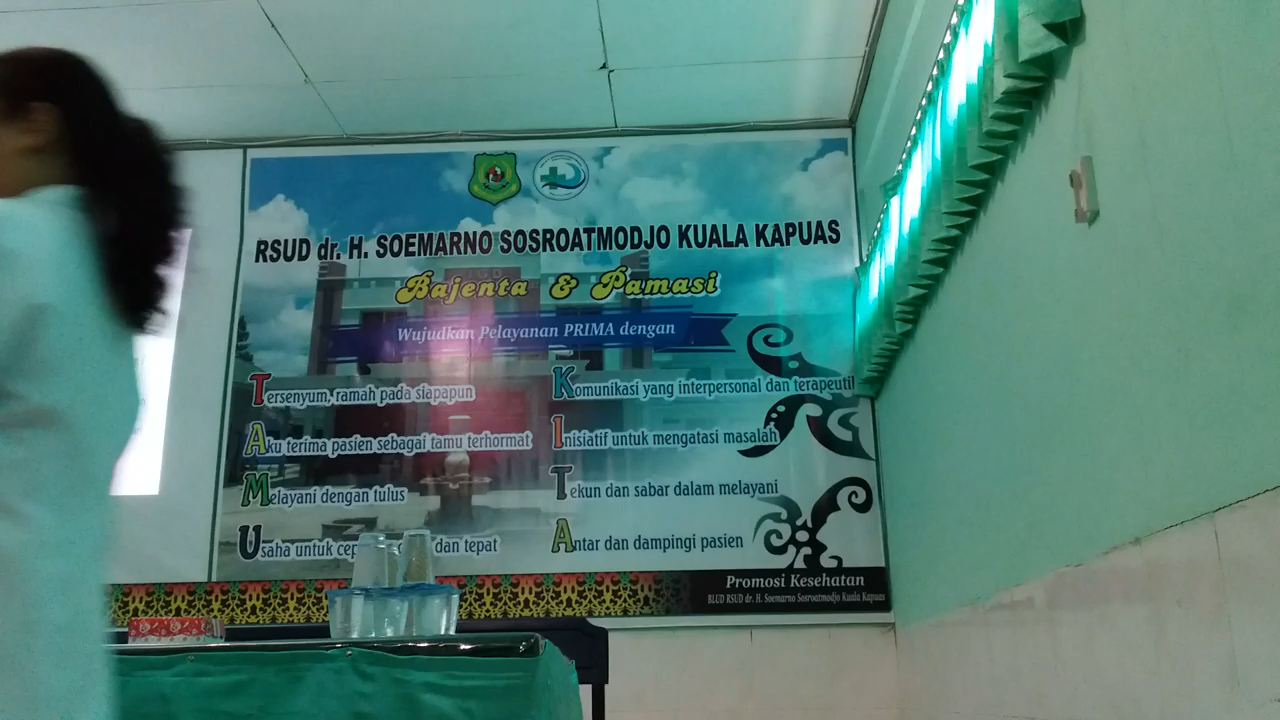 RSUD dr. H. SOEMARNO SOSROATMODJO KUALA KAPUAS
Bajenta & Pamasi
Wujudkan Pelayanan PRIMA dengan
Tersenyum, ramah pada siapapun
Aku terima pasien sebagai tamu terhormat
Melayani dengan tulus
Usaha untuk dan tepat
Komunikasi yang interpersonal dan terapeutil
Inisiatif untuk mengatasi masalah
Tekun dan sabar dalam melayani
Antar dan dampingi pasien
Promosi Kesehatan
BLUD RSUD dr. H. Soemarno Sosroatmodjo Kuala Kapuas